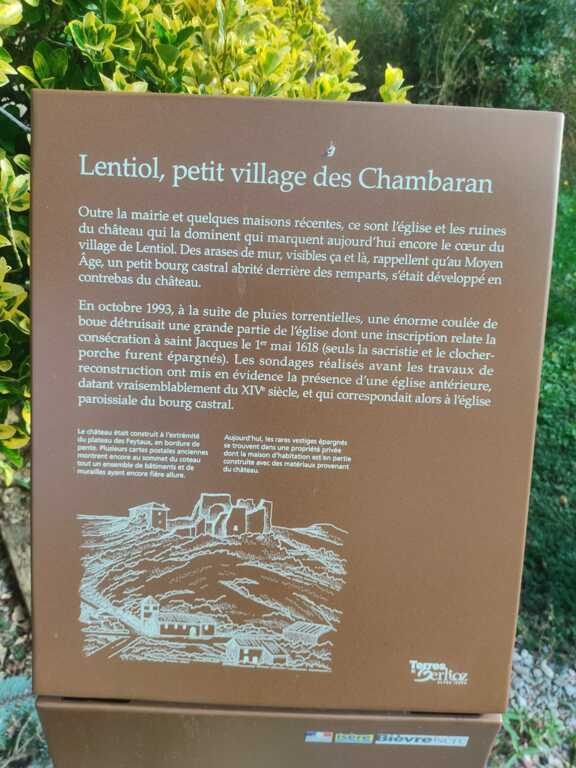 Lentiol, petit village des Chambaran
Outre la mairie et quelques maisons récentes, ce sont l'église et les ruines
du château qui la dominent qui marquent aujourd'hui encore le cœur du
village de Lentiol. Des arases de mur, visibles ça et là, rappellent qu'au Moyen
Âge, un petit bourg castral abrité derrière des remparts, s'était développé en
contrebas du château.
En octobre 1993, à la suite de pluies torrentielles, une énorme coulée de
boue détruisait une grande partie de l'église dont une inscription relate la
consécration à saint Jacques le 1er mai 1618 (seuls la sacristie et le clocher-
porche furent épargnés). Les sondages réalisés avant les travaux de
reconstruction ont mis en évidence la présence d'une église antérieure,
datant vraisemblablement du XIVe siècle, et qui correspondait alors à l'église
paroissiale du bourg castral.
Le château était construit à l'extrémité
du plateau des Feytaux, en bordure de
pente. Plusieurs cartes postales anciennes
montrent encore au sommet du coteau
tout un ensemble de bâtiments et de
murailles ayant encore fière allure.
Aujourd'hui, les rares vestiges épargnés
se trouvent dans une propriété privée
dont la maison d'habitation est en partie
construite avec des matériaux provenant
du château.
Terres
Berlioz
isère Bièvre